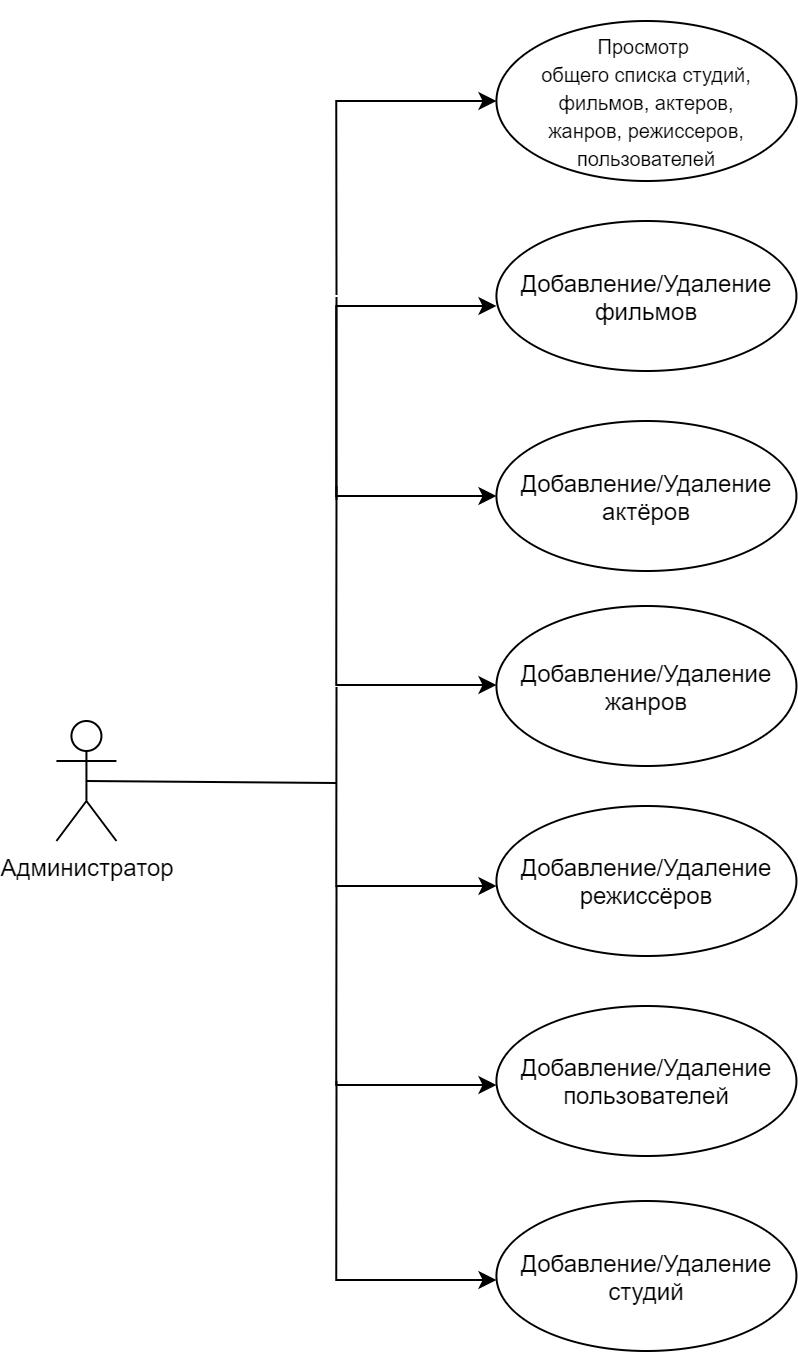 Просмотр
общего списка студий,
фильмов, актеров,
жанров, режиссеров,
пользователей
Добавление/Удаление
фильмов
Добавление/Удаление
актёров
Добавление/Удаление
жанров
Администратор
Добавление/Удаление
режиссёров
Добавление/Удаление
пользователей
Добавление/Удаление
студий